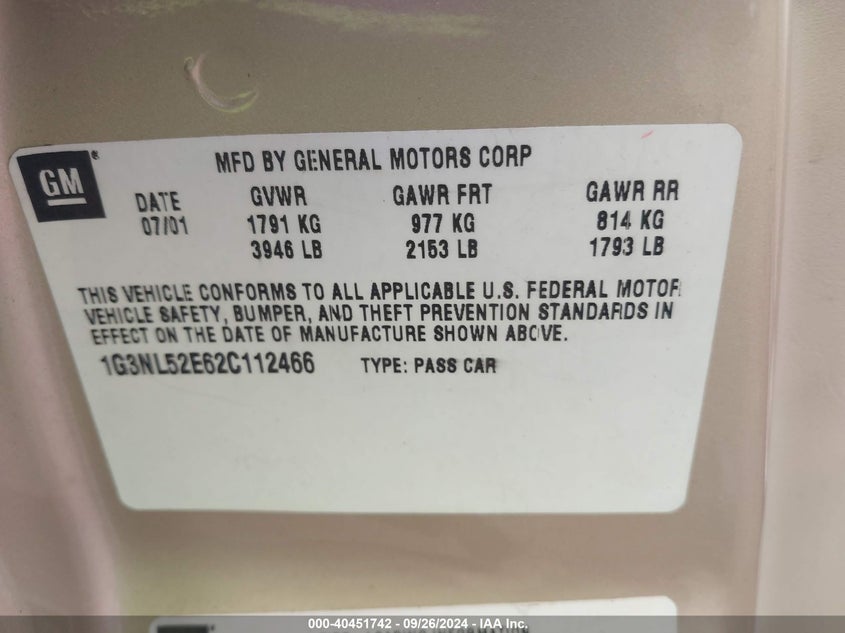 GM ®
MFD BY GENERAL MOTORS CORP
DATE GVWR GAWR FRT GAWR RR
07/01 1791 KG 977 KG 814 KG
3946 LB 2153 LB 1793 LB
THIS VEHICLE CONFORMS TO ALL APPLICABLE U.S. FEDERAL MOTOR
VEHICLE SAFETY, BUMPER, AND THEFT PREVENTION STANDARDS IN
EFFECT ON THE DATE OF MANUFACTURE SHOWN ABOVE.
1G3NL52E62C112466 TYPE: PASS CAR
INFORMATION
000-40451742 - 09/26/2024 - IAA Inc.